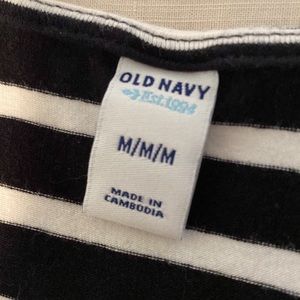 OLD NAVY
Est. 1994
M/M/M
MADE IN
CAMBODIA